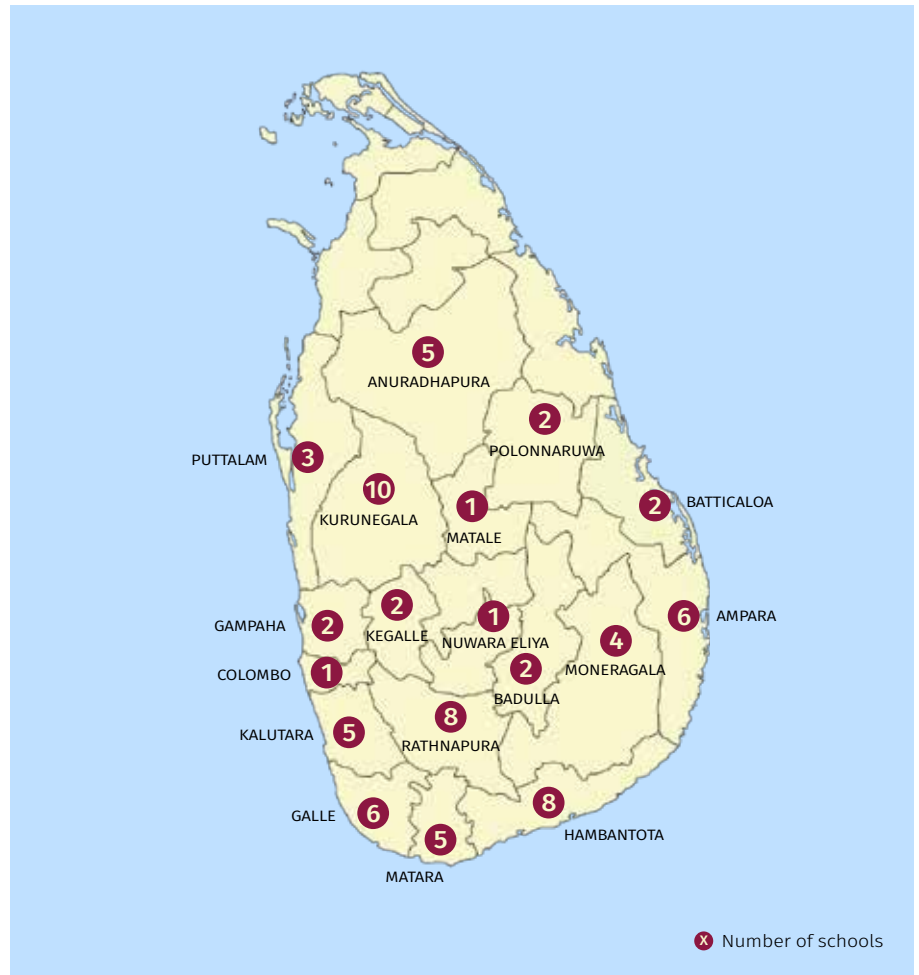 5
ANURADHAPURA
2
POLONNARUWA
3
PUTTALAM
10
KURUNEGALA
1
MATALE
2
BATTICALOA
2
GAMPAHA
2
KEGALLE
1
NUWARA ELIYA
4
MONERAGALA
6
AMPARA
1
COLOMBO
2
BADULLA
5
KALUTARA
8
RATHNAPURA
6
GALLE
5
MATARA
8
HAMBANTOTA
X Number of schools